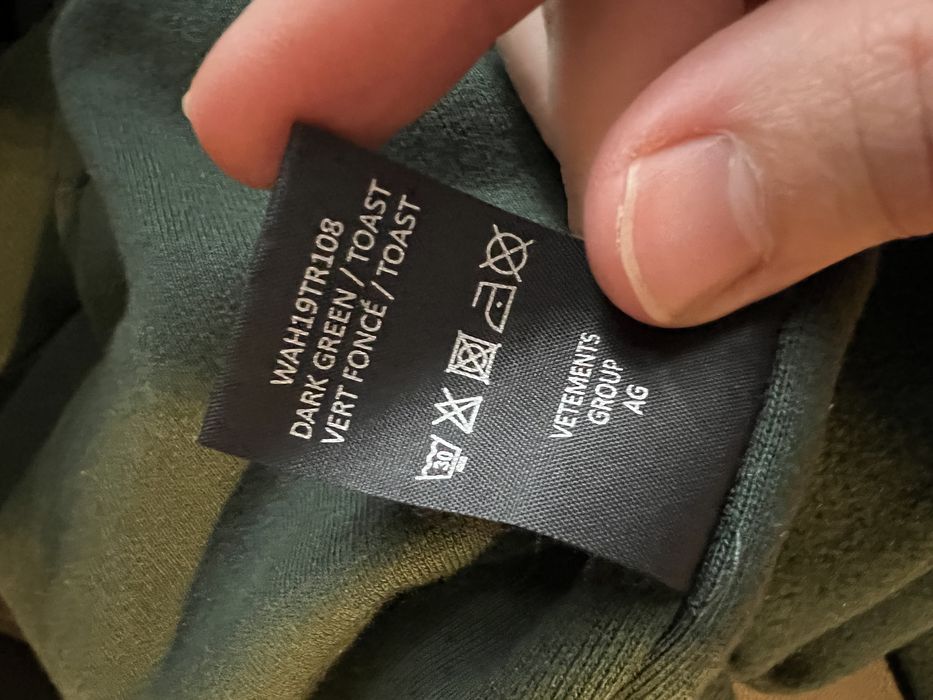 WAH19TR108
DARK GREEN / TOAST
VERT FONCÉ / TOAST
30
VETEMENTS
GROUP
AG